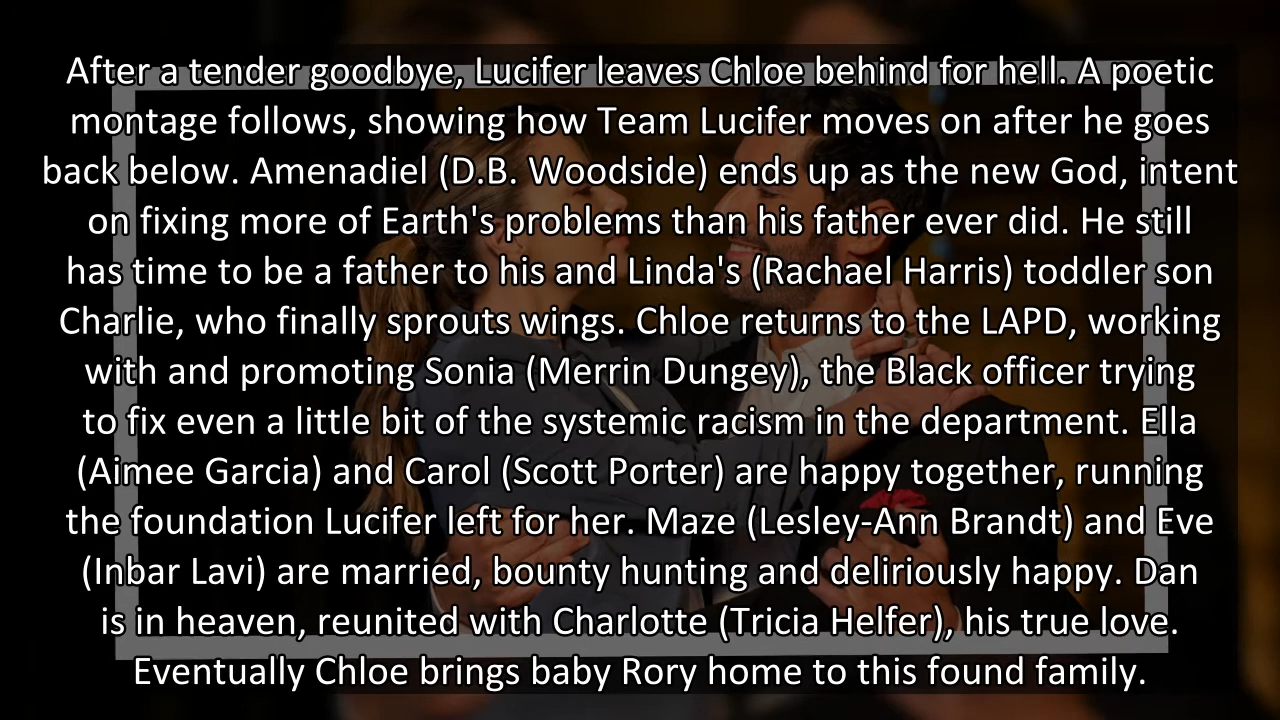 After a tender goodbye, Lucifer leaves Chloe behind for hell. A poetic
montage follows, showing how Team Lucifer moves on after he goes
back below. Amenadiel (D.B. Woodside) ends up as the new God, intent
on fixing more of Earth's problems than his father ever did. He still
has time to be a father to his and Linda's (Rachael Harris) toddler son
Charlie, who finally sprouts wings. Chloe returns to the LAPD, working
with and promoting Sonia (Merrin Dungey), the Black officer trying
to fix even a little bit of the systemic racism in the department. Ella
(Aimee Garcia) and Carol (Scott Porter) are happy together, running
the foundation Lucifer left for her. Maze (Lesley-Ann Brandt) and Eve
(Inbar Lavi) are married, bounty hunting and deliriously happy. Dan
is in heaven, reunited with Charlotte (Tricia Helfer), his true love.
Eventually Chloe brings baby Rory home to this found family.